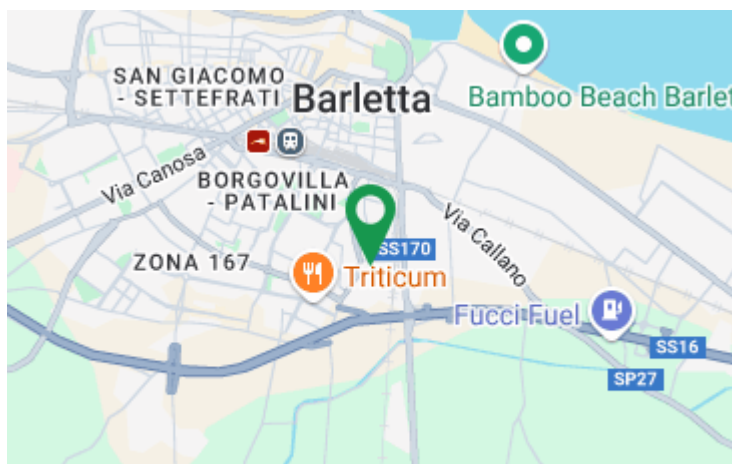 SAN GIACOMO
- SETTEFRATI
Barletta
Bamboo Beach Barlet
Via Canosa
BORGOVILLA
- PATALINI
Via Callano
SS170
ZONA 167
Triticum
Fucci Fuel
SS16
SP27